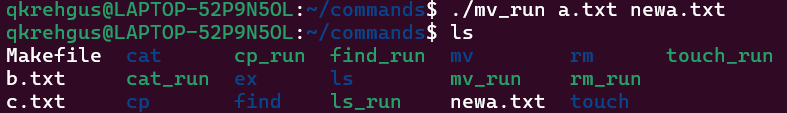 qkrehgus@LAPTOP-52P9N5OL:~/commands$ ./mv_run a.txt newa.txt
qkrehgus@LAPTOP-52P9N5OL:~/commands$ ls
Makefile cat cp_run find_run mv rm touch_run
b.txt cat_run ex ls mv_run rm_run
c.txt cp find ls_run newa.txt touch